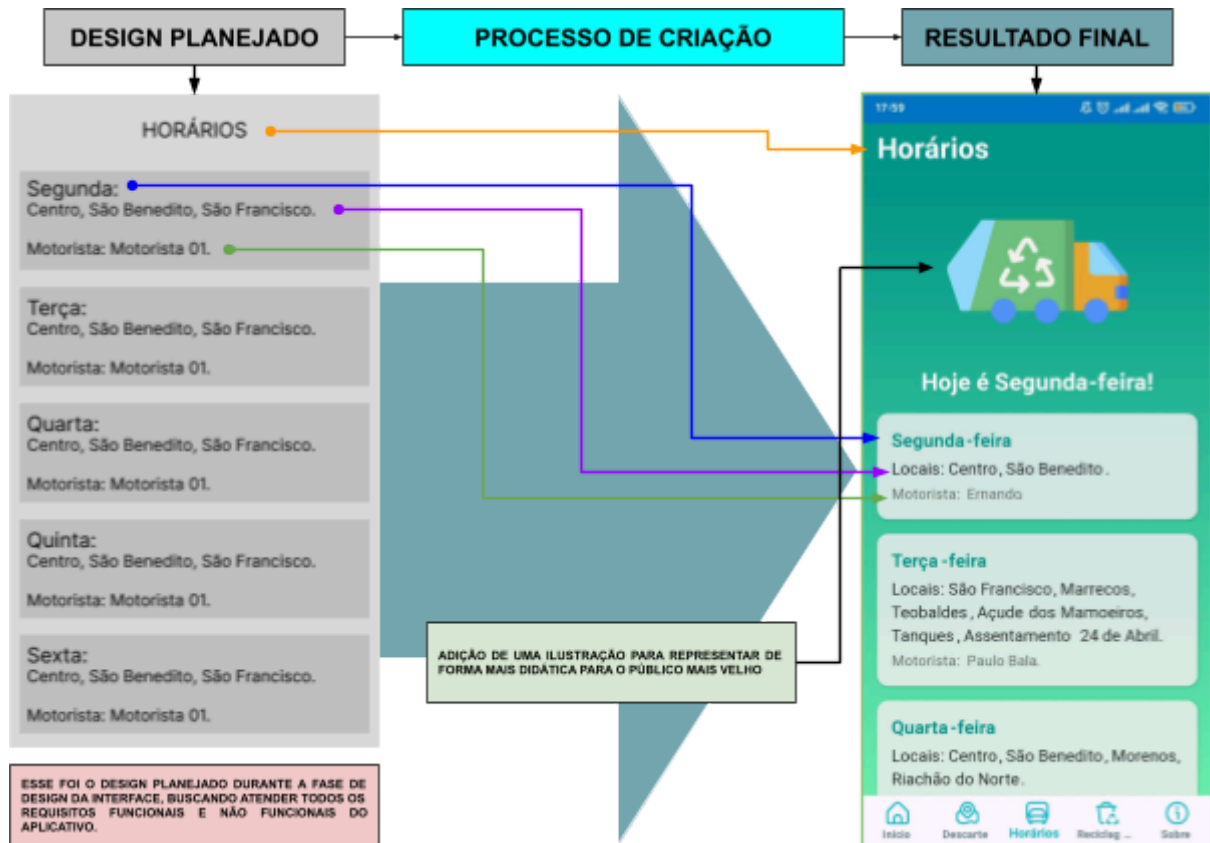 DESIGN PLANEJADO
PROCESSO DE CRIAÇÃO
RESULTADO FINAL
HORÁRIOS
Segunda:
Centro, São Benedito, São Francisco.
Motorista: Motorista 01.
Terça:
Centro, São Benedito, São Francisco.
Motorista: Motorista 01.
Quarta:
Centro, São Benedito, São Francisco.
Motorista: Motorista 01.
Quinta:
Centro, São Benedito, São Francisco.
Motorista: Motorista 01.
Sexta:
Centro, São Benedito, São Francisco.
Motorista: Motorista 01.
ESSE FOI O DESIGN PLANEJADO DURANTE A FASE DE
DESIGN DA INTERFACE, BUSCANDO ATENDER TODOS OS
REQUISITOS FUNCIONAIS E NÃO FUNCIONAIS DO
APLICATIVO.
ADIÇÃO DE UMA ILUSTRAÇÃO PARA REPRESENTAR DE
FORMA MAIS DIDÁTICA PARA O PÚBLICO MAIS VELHO
17:59
Horários
Hoje é Segunda-feira!
Segunda-feira
Locais: Centro, São Benedito.
Motorista: Ernando.
Terça-feira
Locais: São Francisco, Marrecos,
Teobaldes, Açude dos Mamoeiros,
Tanques, Assentamento 24 de Abril.
Motorista: Paulo Bala.
Quarta-feira
Locais: Centro, São Benedito, Morenos,
Riachão do Norte.
Início
Descarte
Horários
Reciclag ...
Sobre